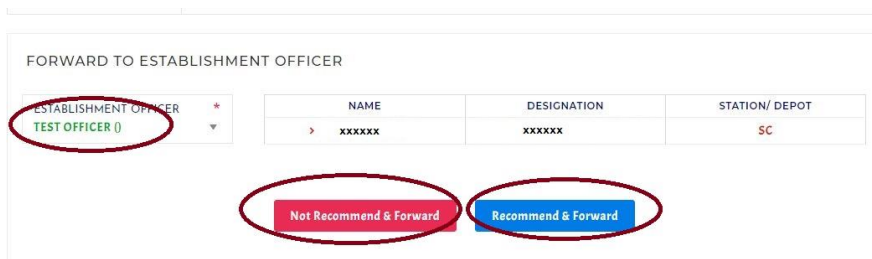 FORWARD TO ESTABLISHMENT OFFICER
ESTABLISHMENT OFFICER *
TEST OFFICER ()
NAME DESIGNATION STATION/ DEPOT
> xxxxxx xxxxxx SC
Not Recommend & Forward Recommend & Forward